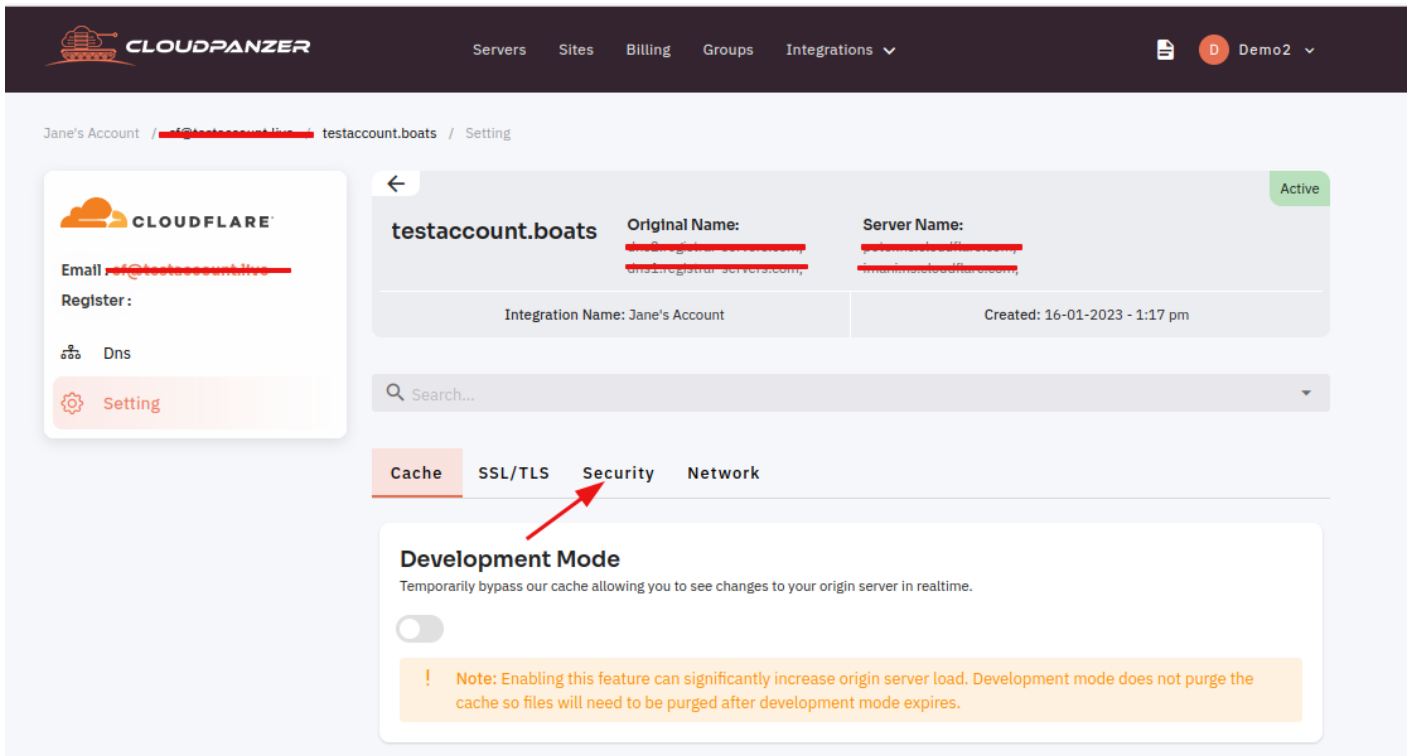 CLOUDPANZER
Servers Sites Billing Groups Integrations
D Demo2
Jane's Account / / testaccount.boats / Setting
CLOUDFLARE
Email :
Register :
Dns
Setting
Active
testaccount.boats
Original Name:
Server Name:
Integration Name: Jane's Account
Created: 16-01-2023 - 1:17 pm
Search...
Cache SSL/TLS Security Network
Development Mode
Temporarily bypass our cache allowing you to see changes to your origin server in realtime.
! Note: Enabling this feature can significantly increase origin server load. Development mode does not purge the
cache so files will need to be purged after development mode expires.